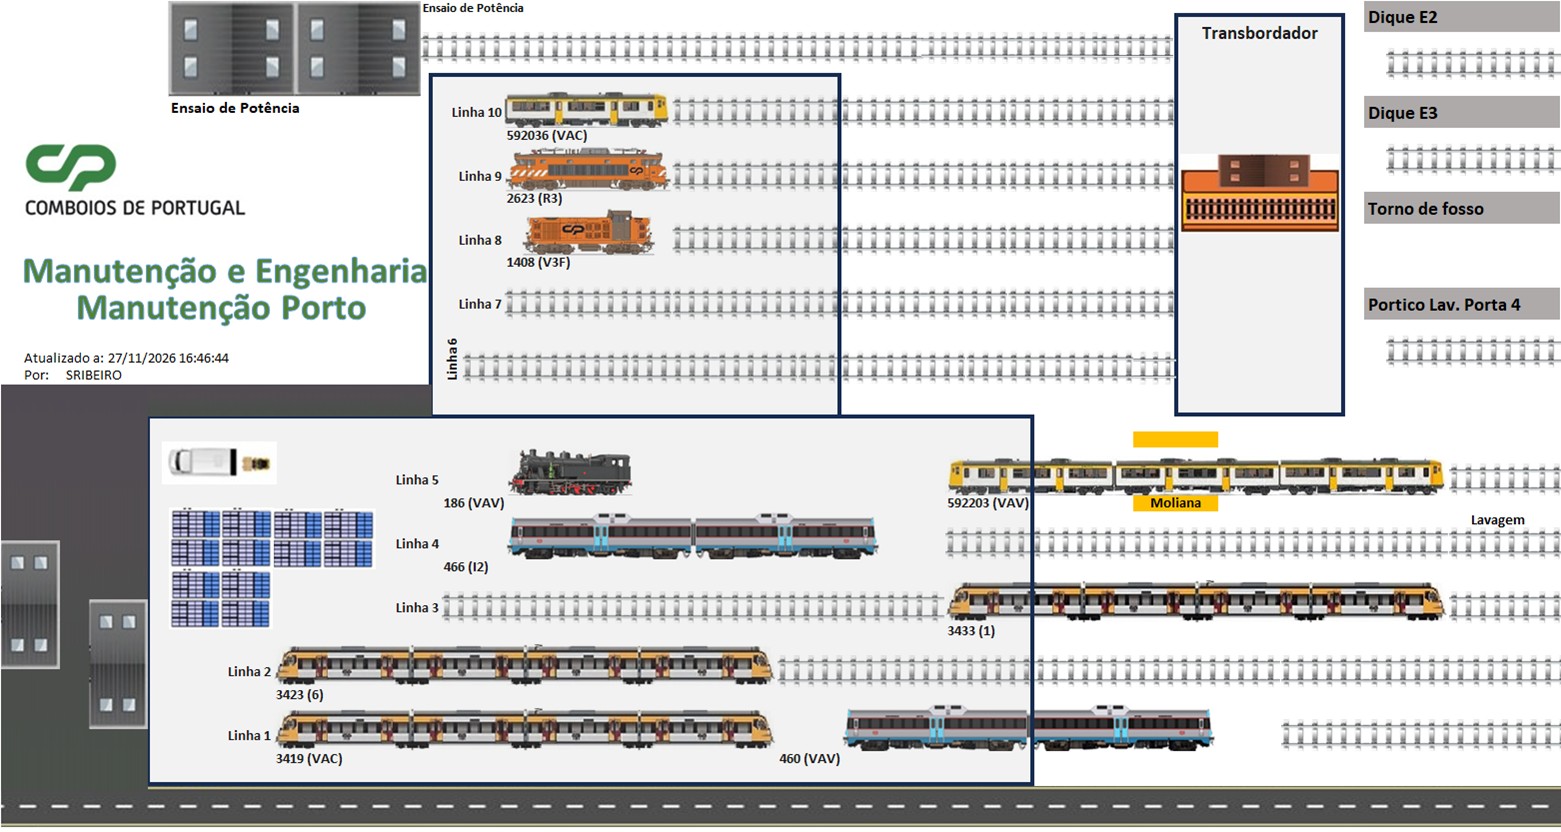 Ensaio de Potência
Transbordador
Dique E2
Ensaio de Potência
Linha 10
592036 (VAC)
Dique E3
Linha 9
2623 (R3)
Torno de fosso
COMBOIOS DE PORTUGAL
Linha 8
1408 (V3F)
Manutenção e Engenharia
Manutenção Porto
Linha 7
Portico Lav. Porta 4
Atualizado a: 27/11/2026 16:46:44
Por: SRIBEIRO
Linha 6
Linha 5
186 (VAV)
592203 (VAV)
Moliana
Lavagem
Linha 4
466 (I2)
Linha 3
3433 (1)
Linha 2
3423 (6)
Linha 1
3419 (VAC)
460 (VAV)